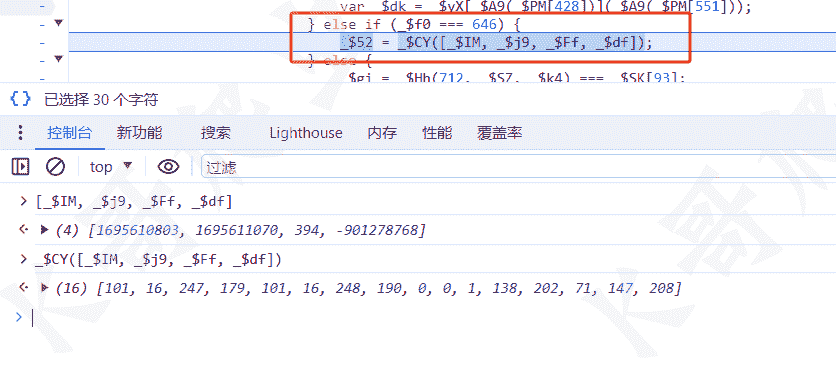 var _$dk = _$yX[_$A9(_$PM[428])](_$A9(_$PM[551]));
} else if (_$f0 === 646) {
_$52 = _$CY([_$IM, _$j9, _$Ff, _$df]);
} else {
_$gi = _$Hh(712, _$SZ, _$k4) === _$SK[93];
{} 已选择 30 个字符
控制台 新功能 搜索 Lighthouse 内存 性能 覆盖率
top ▼ 过滤
> [_$IM, _$j9, _$Ff, _$df]
(4) [1695610803, 1695611070, 394, -901278768]
> _$CY([_$IM, _$j9, _$Ff, _$df])
(16) [101, 16, 247, 179, 101, 16, 248, 190, 0, 0, 1, 138, 202, 71, 147, 208]
>